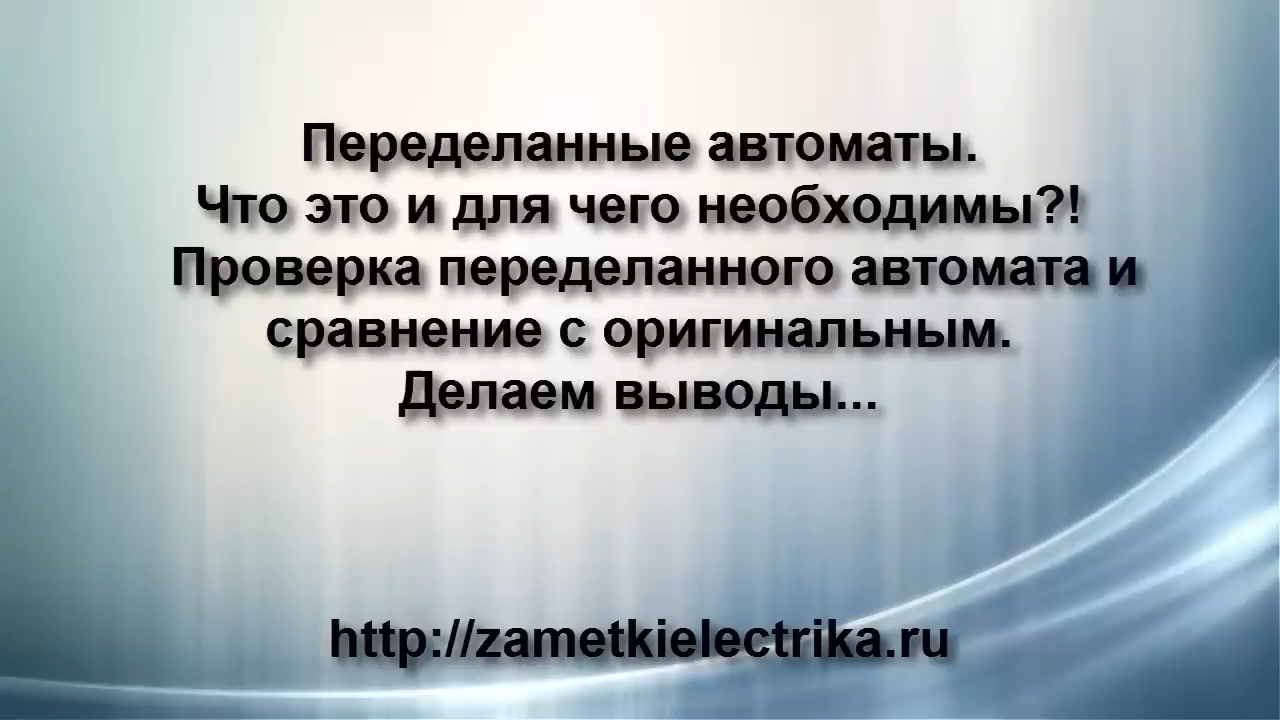 Переделанные автоматы.
Что это и для чего необходимы?!
Проверка переделанного автомата и
сравнение с оригинальным.
Делаем выводы...
http://zametkielectrika.ru